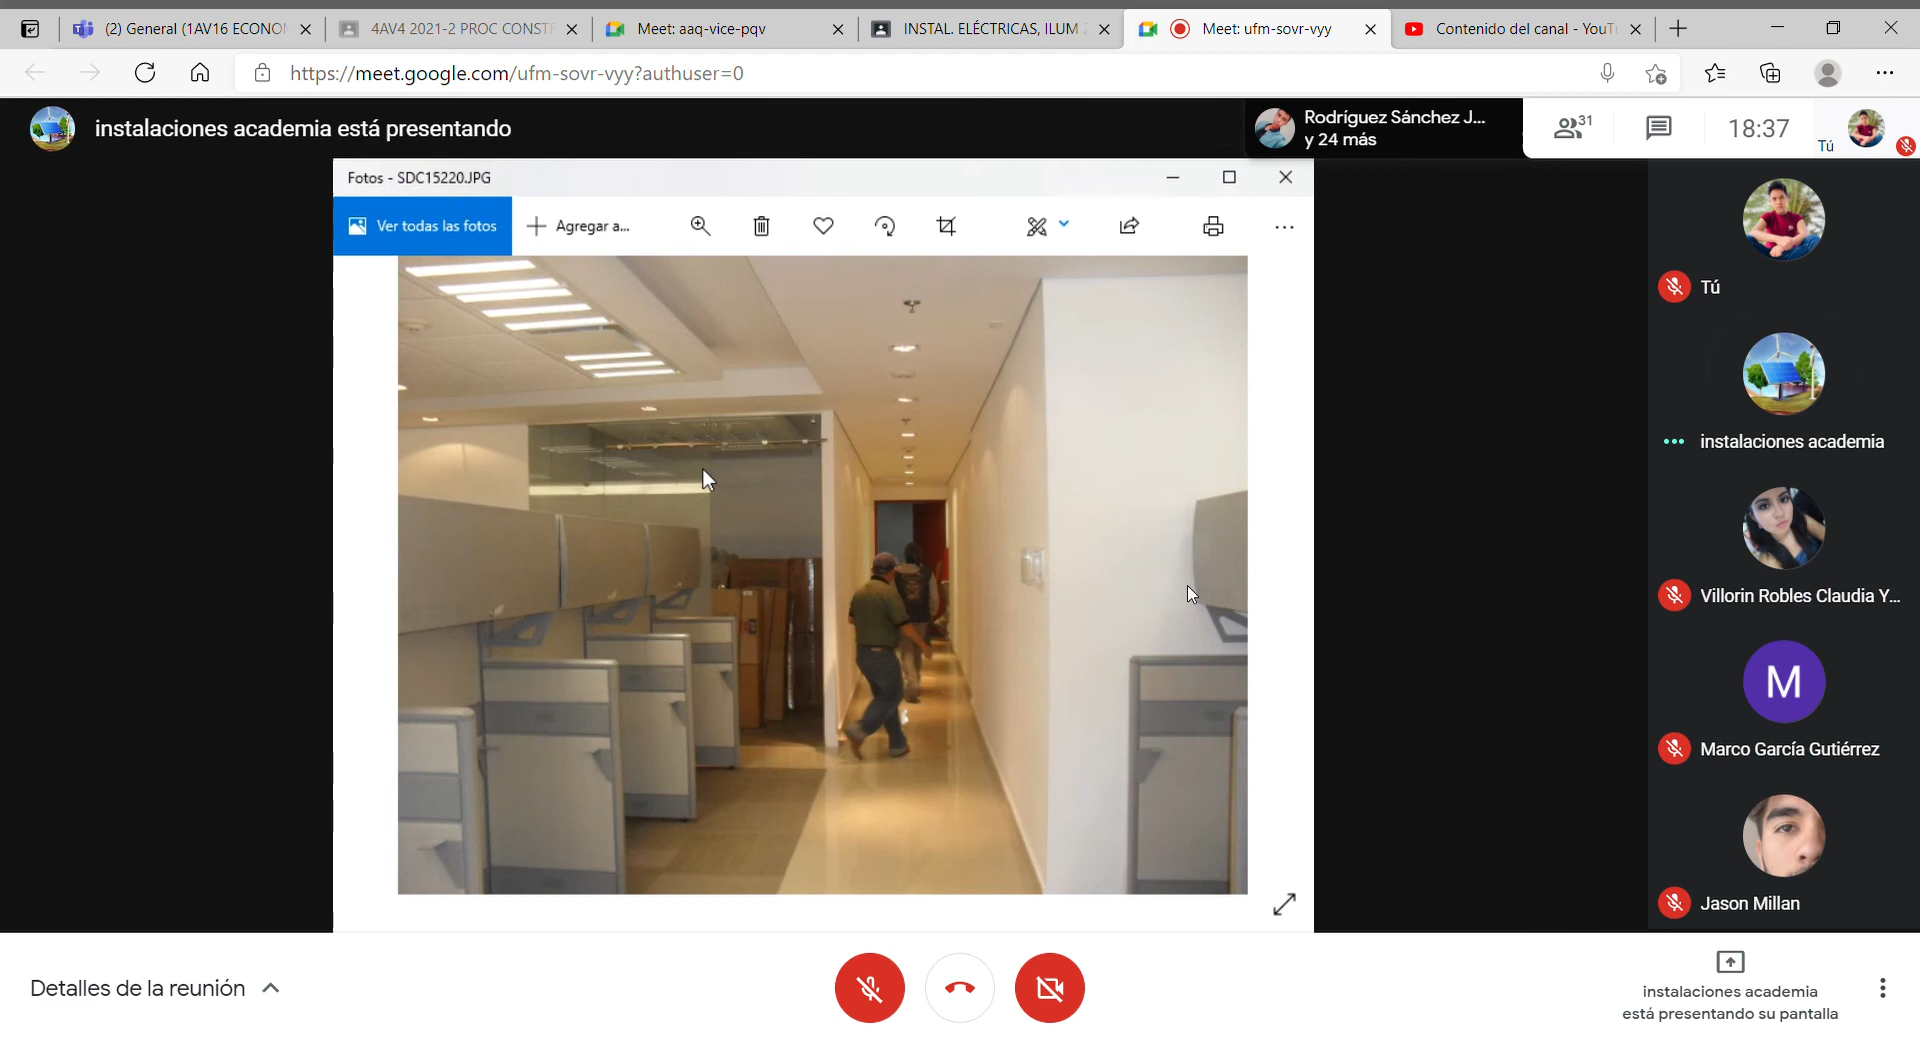 (2) General (1AV16 ECONON
4AV4 2021-2 PROC CONSTR
Meet: aaq-vice-pqv
INSTAL. ELÉCTRICAS, ILUM
Meet: ufm-sovr-vyy
Contenido del canal - YouTu
https://meet.google.com/ufm-sovr-vyy?authuser=0
instalaciones academia está presentando
Rodríguez Sánchez J...
y 24 más
31
18:37
Tú
Fotos - SDC15220.JPG
Ver todas las fotos
Agregar a...
Tú
instalaciones academia
Villorin Robles Claudia Y...
M
Marco García Gutiérrez
Jason Millan
Detalles de la reunión
instalaciones academia
está presentando su pantalla